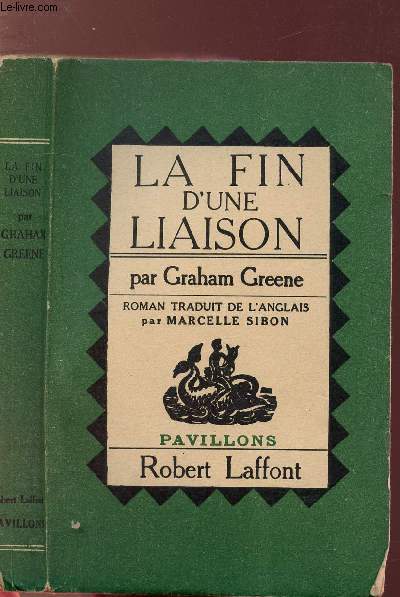 Le-livre.com
LA FIN
D'UNE
LIAISON
par
GRAHAM
GREENE
Robert Laffont
PAVILLONS
LA FIN
D'UNE
LIAISON
par Graham Greene
ROMAN TRADUIT DE L'ANGLAIS
par MARCELLE SIBON
PAVILLONS
Robert Laffont